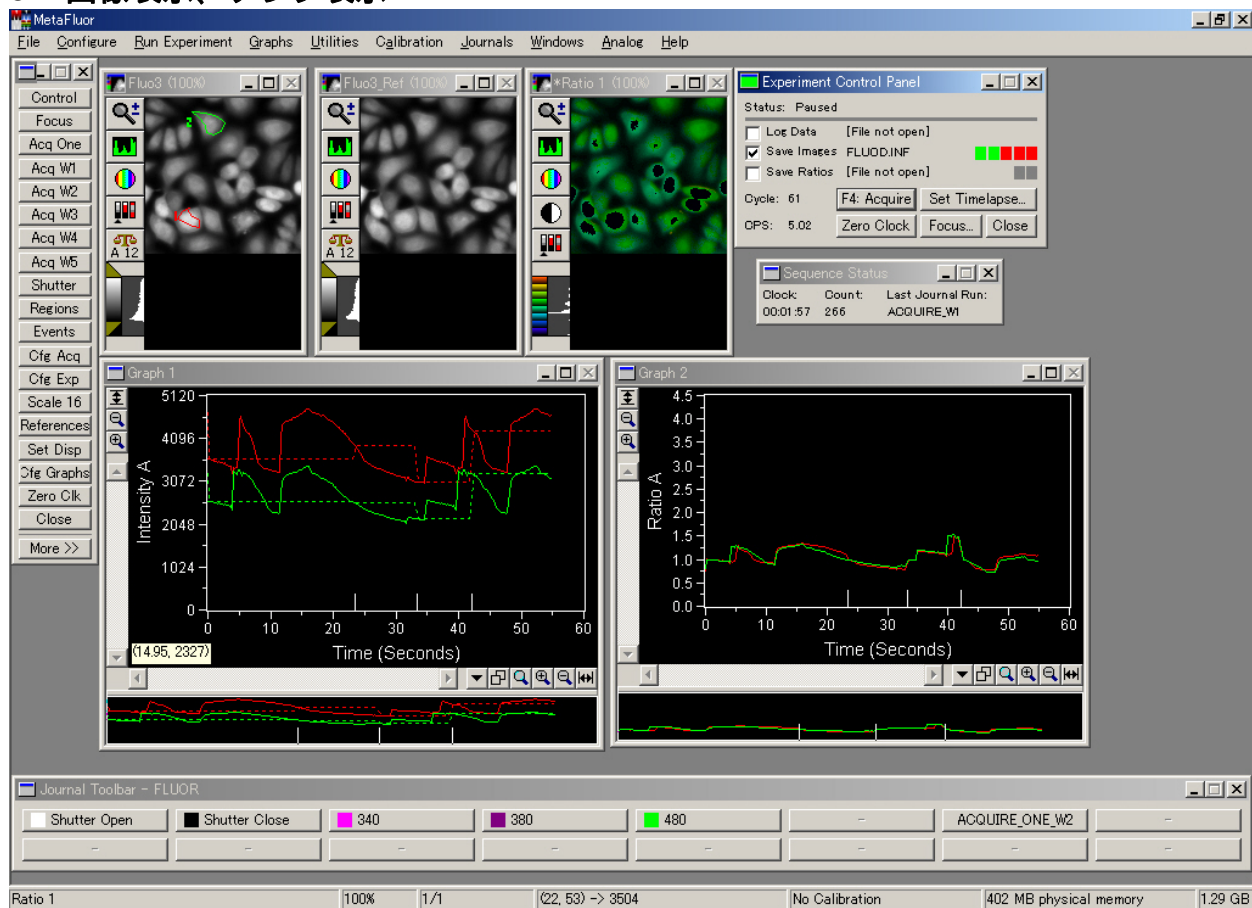 MetaFluor
File Configure Run Experiment Graphs Utilities Calibration Journals Windows Analog Help
Control
Focus
Acq One
Acq W1
Acq W2
Acq W3
Acq W4
Acq W5
Shutter
Regions
Events
Cfg Acq
Cfg Exp
Scale 16
References
Set Disp
Cfg Graphs
Zero Clk
Close
More >>
Fluo3 (100%)
2
A 12
Fluo3_Ref (100%)
A 12
*Ratio 1 (100%)
Experiment Control Panel
Status: Paused
Log Data [File not open]
Save Images FLUOD.INF
Save Ratios [File not open]
Cycle: 61 F4: Acquire Set Timelapse...
CPS: 5.02 Zero Clock Focus... Close
Sequence Status
Clock: Count: Last Journal Run:
00:01:57 266 ACQUIRE_W1
Graph 1
5120
4096
3072
2048
1024
0
Intensity A
0 10 20 30 40 50 60
(14.95, 2327) Time (Seconds)
Graph 2
4.5
4.0
3.5
3.0
2.5
2.0
1.5
1.0
0.5
0.0
Ratio A
0 10 20 30 40 50 60
Time (Seconds)
Journal Toolbar - FLUOR
Shutter Open Shutter Close 340 380 480 - ACQUIRE_ONE_W2 -
- - - - - - - -
Ratio 1 100% 1/1 (22, 53) -> 3504 No Calibration 402 MB physical memory 1.29 GB